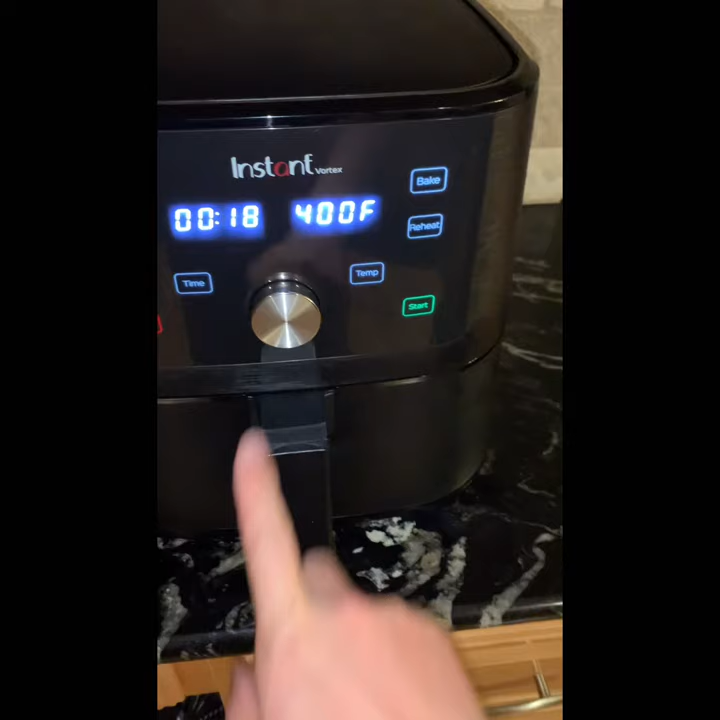 Instant Vortex
Bake
00:18 400F
Reheat
Time
Temp
Start